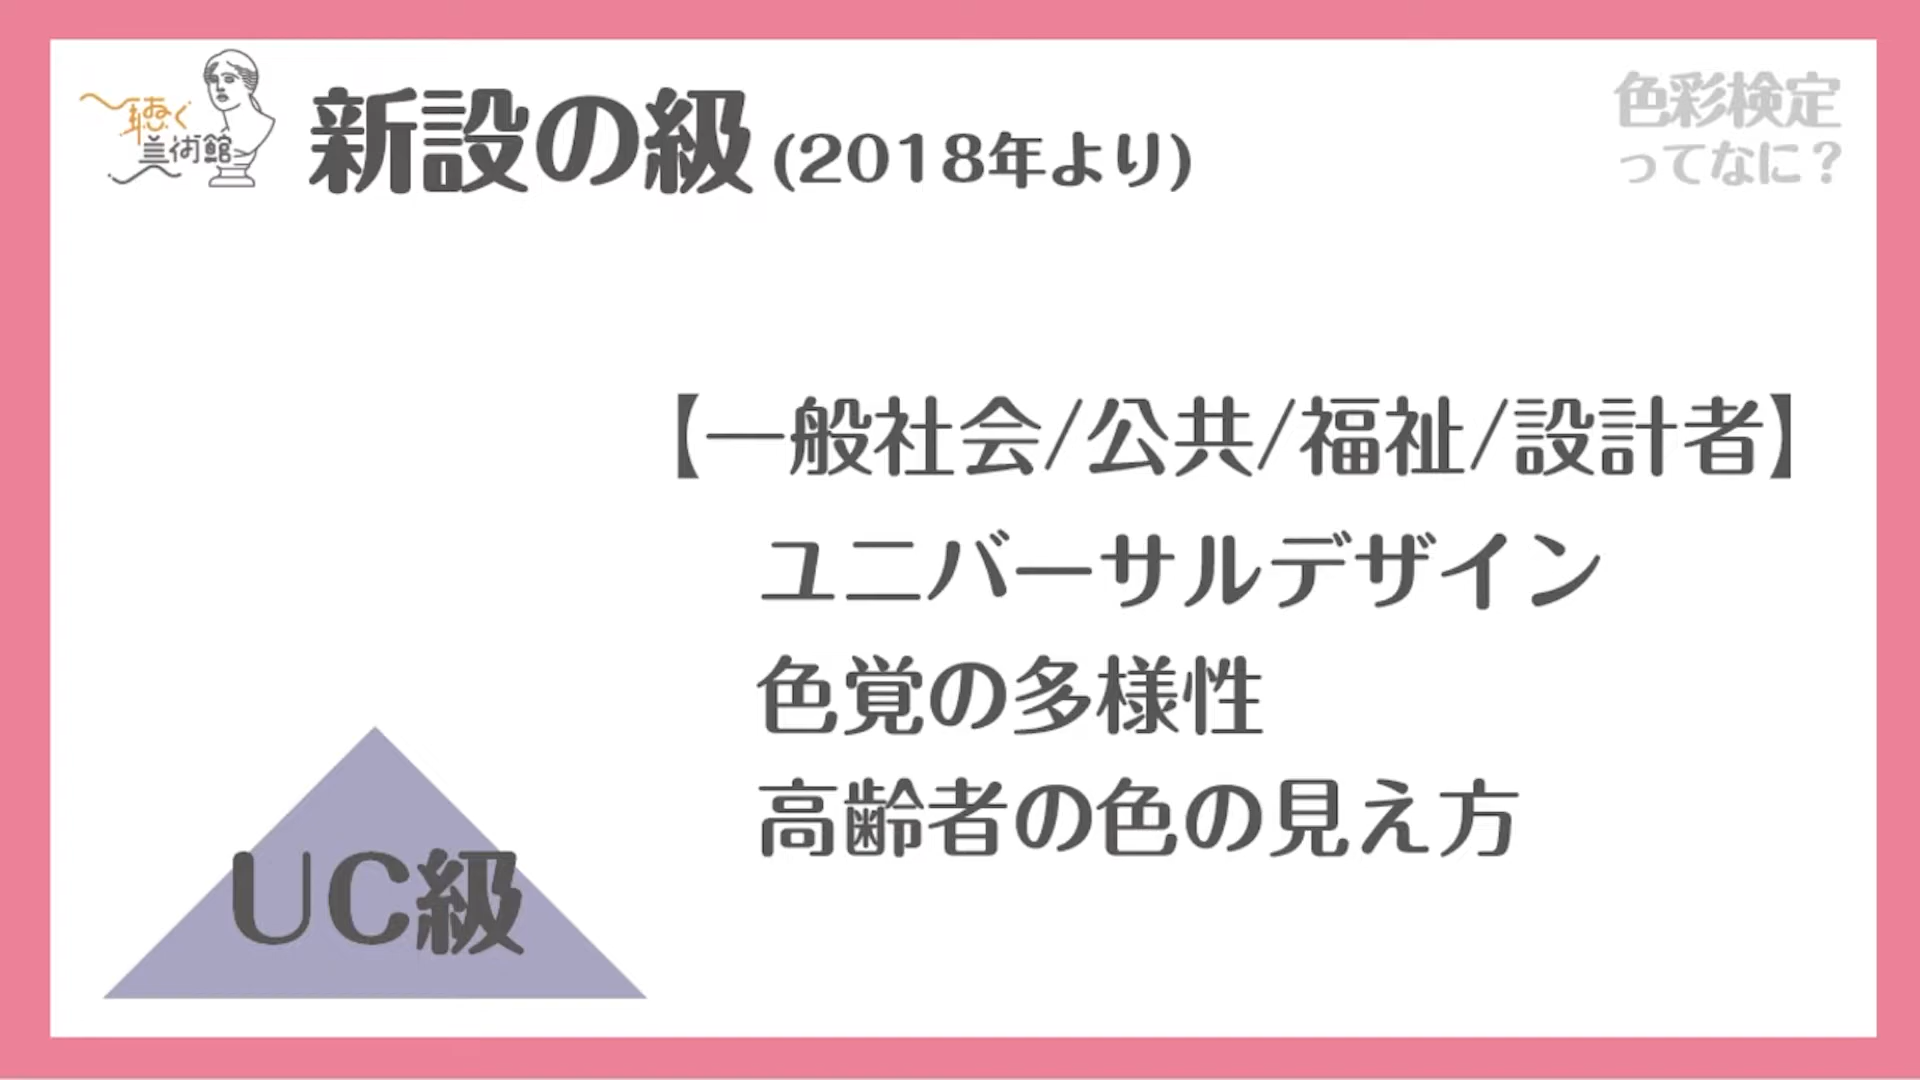 聴く
美術館
新設の級 (2018年より)
色彩検定
ってなに？
【一般社会/公共/福祉/設計者】
ユニバーサルデザイン
色覚の多様性
高齢者の色の見え方
UC級